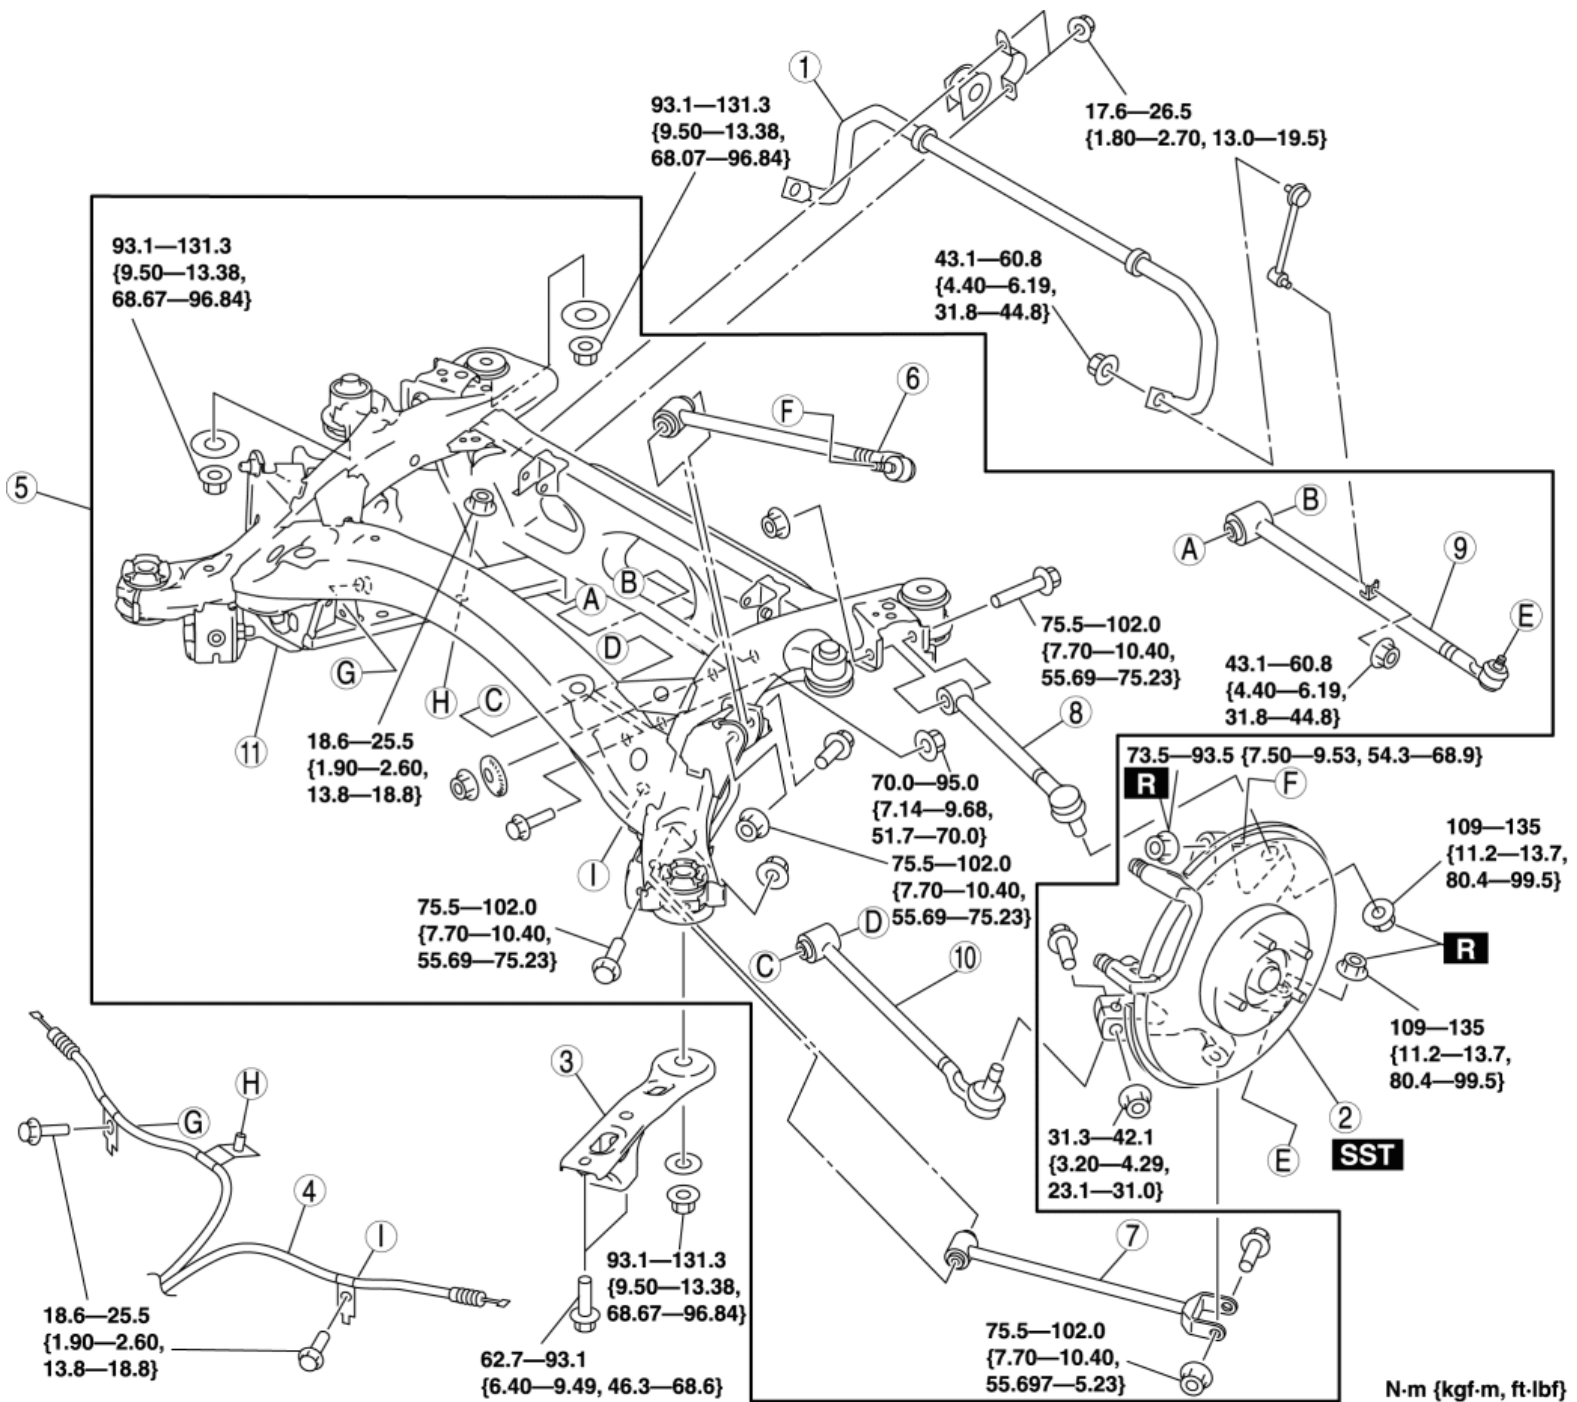 1
93.1—131.3
{9.50—13.38,
68.07—96.84}
17.6—26.5
{1.80—2.70, 13.0—19.5}
93.1—131.3
{9.50—13.38,
68.67—96.84}
43.1—60.8
{4.40—6.19,
31.8—44.8}
6
F
5
B
A
9
E
43.1—60.8
{4.40—6.19,
31.8—44.8}
75.5—102.0
{7.70—10.40,
55.69—75.23}
B
A
D
G
H
C
11
8
18.6—25.5
{1.90—2.60,
13.8—18.8}
70.0—95.0
{7.14—9.68,
51.7—70.0}
73.5—93.5 {7.50—9.53, 54.3—68.9}
R
F
109—135
{11.2—13.7,
80.4—99.5}
R
I
75.5—102.0
{7.70—10.40,
55.69—75.23}
75.5—102.0
{7.70—10.40,
55.69—75.23}
D
C
10
109—135
{11.2—13.7,
80.4—99.5}
2
SST
E
31.3—42.1
{3.20—4.29,
23.1—31.0}
3
H
G
4
I
7
18.6—25.5
{1.90—2.60,
13.8—18.8}
93.1—131.3
{9.50—13.38,
68.67—96.84}
62.7—93.1
{6.40—9.49, 46.3—68.6}
75.5—102.0
{7.70—10.40,
55.697—5.23}
N·m {kgf·m, ft·lbf}